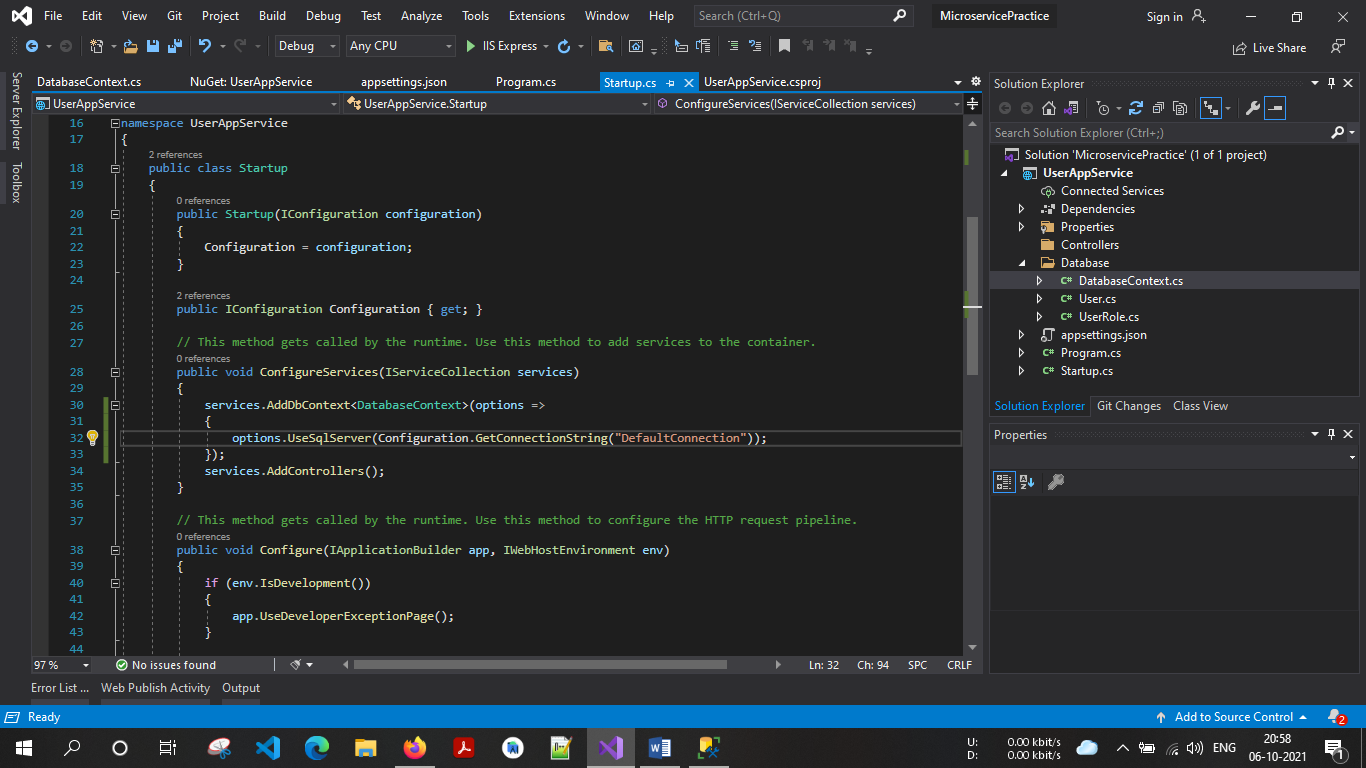 File Edit View Git Project Build Debug Test Analyze Tools Extensions Window Help Search (Ctrl+Q) MicroservicePractice Sign in
Debug Any CPU IIS Express Live Share
Server Explorer
Toolbox
DatabaseContext.cs NuGet: UserAppService appsettings.json Program.cs Startup.cs UserAppService.csproj
UserAppService UserAppService.Startup ConfigureServices(IServiceCollection services)
16 namespace UserAppService
17 {
2 references
18 public class Startup
19 {
0 references
20 public Startup(IConfiguration configuration)
21 {
22 Configuration = configuration;
23 }
24
2 references
25 public IConfiguration Configuration { get; }
26
27 // This method gets called by the runtime. Use this method to add services to the container.
0 references
28 public void ConfigureServices(IServiceCollection services)
29 {
30 services.AddDbContext<DatabaseContext>(options =>
31 {
32 options.UseSqlServer(Configuration.GetConnectionString("DefaultConnection"));
33 });
34 services.AddControllers();
35 }
36
37 // This method gets called by the runtime. Use this method to configure the HTTP request pipeline.
0 references
38 public void Configure(IApplicationBuilder app, IWebHostEnvironment env)
39 {
40 if (env.IsDevelopment())
41 {
42 app.UseDeveloperExceptionPage();
43 }
44
97 % No issues found Ln: 32 Ch: 94 SPC CRLF
Solution Explorer
Search Solution Explorer (Ctrl+;)
Solution 'MicroservicePractice' (1 of 1 project)
UserAppService
Connected Services
Dependencies
Properties
Controllers
Database
C# DatabaseContext.cs
C# User.cs
C# UserRole.cs
appsettings.json
C# Program.cs
C# Startup.cs
Solution Explorer Git Changes Class View
Properties
Error List ... Web Publish Activity Output
Ready Add to Source Control 2
U: 0.00 kbit/s
D: 0.00 kbit/s
ENG
20:58
06-10-2021
1